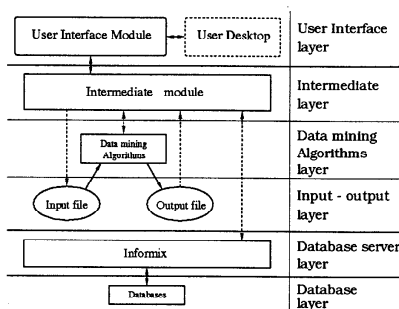 User Interface Module
User Desktop
User Interface
layer
Intermediate module
Intermediate
layer
Data mining
Algorithms
Data mining
Algorithms
layer
Input file
Output file
Input - output
layer
Informix
Database server
layer
Databases
Database
layer